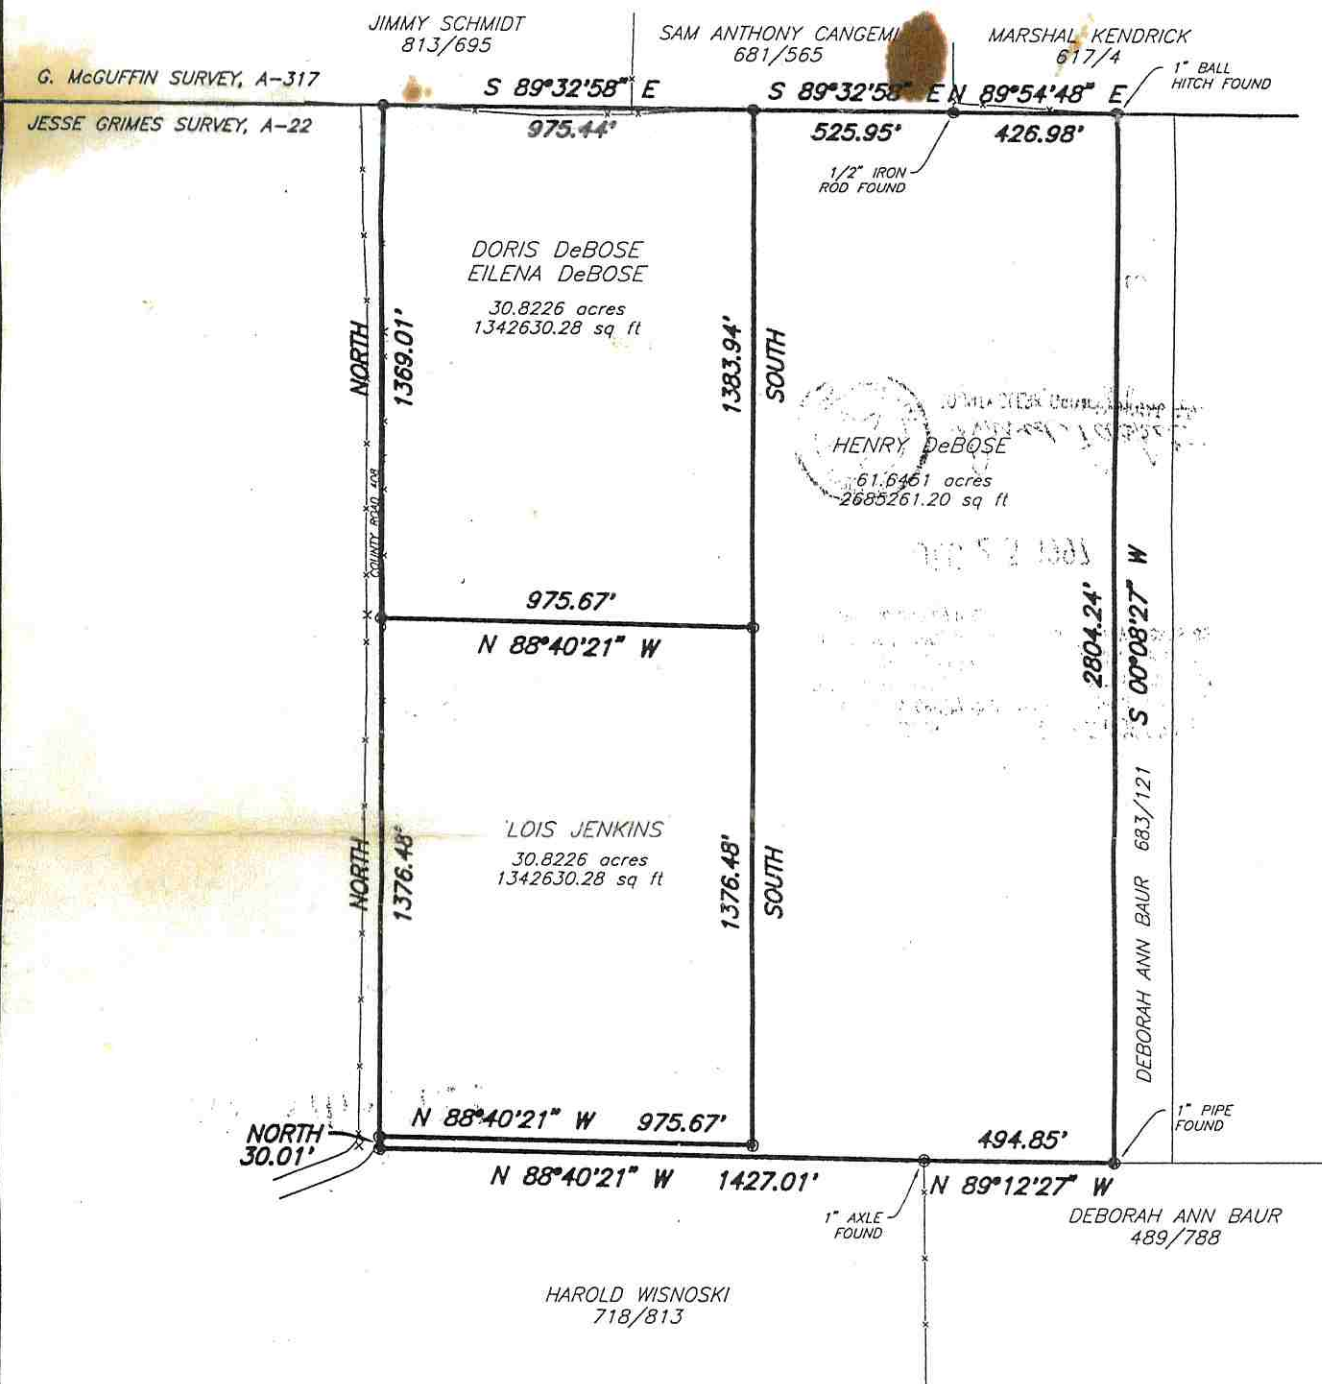 JIMMY SCHMIDT
813/695
SAM ANTHONY CANGEMI
681/565
MARSHAL KENDRICK
617/4
1" BALL
HITCH FOUND
G. McGUFFIN SURVEY, A-317
JESSE GRIMES SURVEY, A-22
S 89°32'58" E
975.44'
S 89°32'58" E
525.95'
N 89°54'48" E
426.98'
1/2" IRON
ROD FOUND
DORIS DeBOSE
EILENA DeBOSE
30.8226 acres
1342630.28 sq ft
NORTH
1369.01'
1383.94'
SOUTH
HENRY DeBOSE
61.6451 acres
2685261.20 sq ft
COUNTY ROAD 408
1997
975.67'
N 88°40'21" W
2804.24'
S 00°08'27" W
DEBORAH ANN BAUR 683/121
LOIS JENKINS
30.8226 acres
1342630.28 sq ft
NORTH
1376.48'
1376.48'
SOUTH
N 88°40'21" W 975.67'
NORTH
30.01'
N 88°40'21" W 1427.01'
494.85'
N 89°12'27" W
1" PIPE
FOUND
1" AXLE
FOUND
DEBORAH ANN BAUR
489/788
HAROLD WISNOSKI
718/813